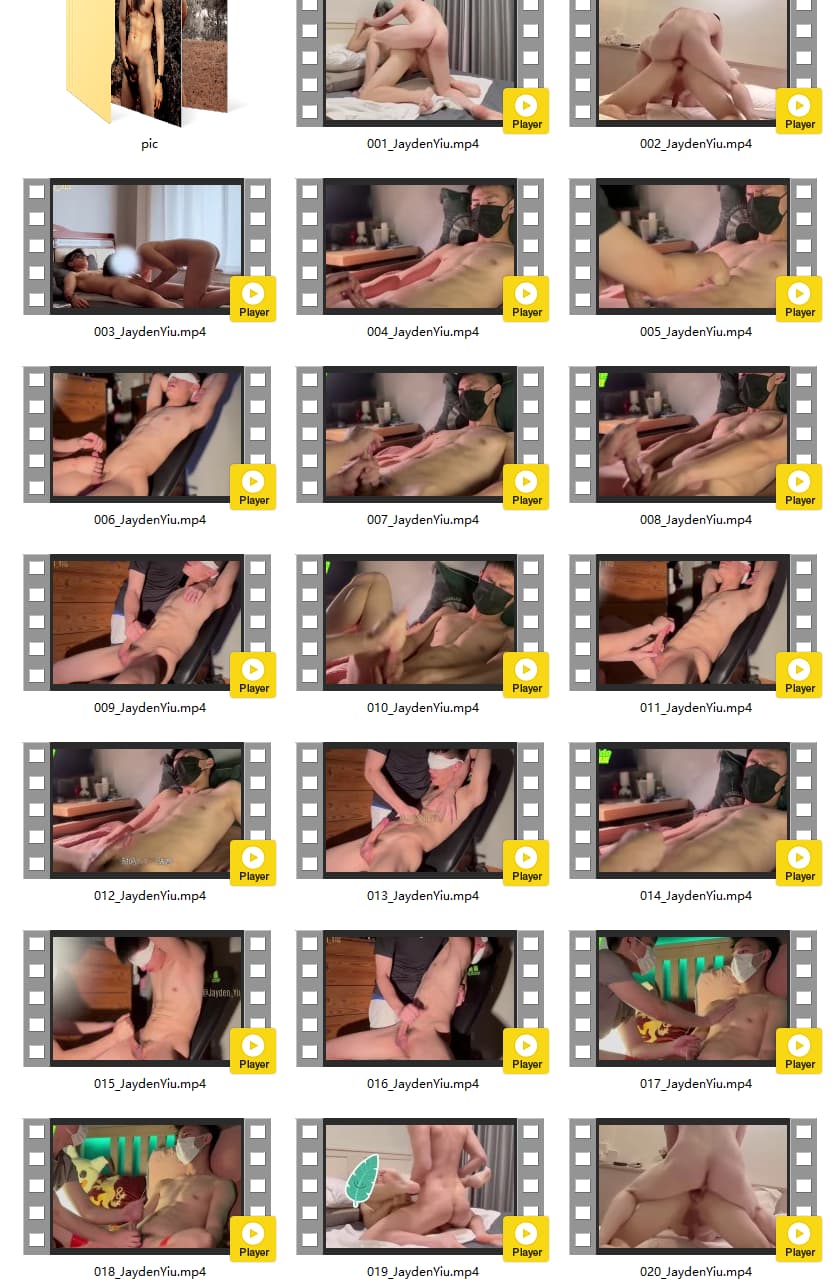 pic
001_JaydenYiu.mp4
002_JaydenYiu.mp4
Player
Player
003_JaydenYiu.mp4
004_JaydenYiu.mp4
005_JaydenYiu.mp4
Player
Player
Player
006_JaydenYiu.mp4
007_JaydenYiu.mp4
008_JaydenYiu.mp4
Player
Player
Player
009_JaydenYiu.mp4
010_JaydenYiu.mp4
011_JaydenYiu.mp4
Player
Player
Player
012_JaydenYiu.mp4
013_JaydenYiu.mp4
014_JaydenYiu.mp4
Player
Player
Player
@Jayden_Yi
015_JaydenYiu.mp4
016_JaydenYiu.mp4
017_JaydenYiu.mp4
Player
Player
Player
018_JaydenYiu.mp4
019_JaydenYiu.mp4
020_JaydenYiu.mp4
Player
Player
Player